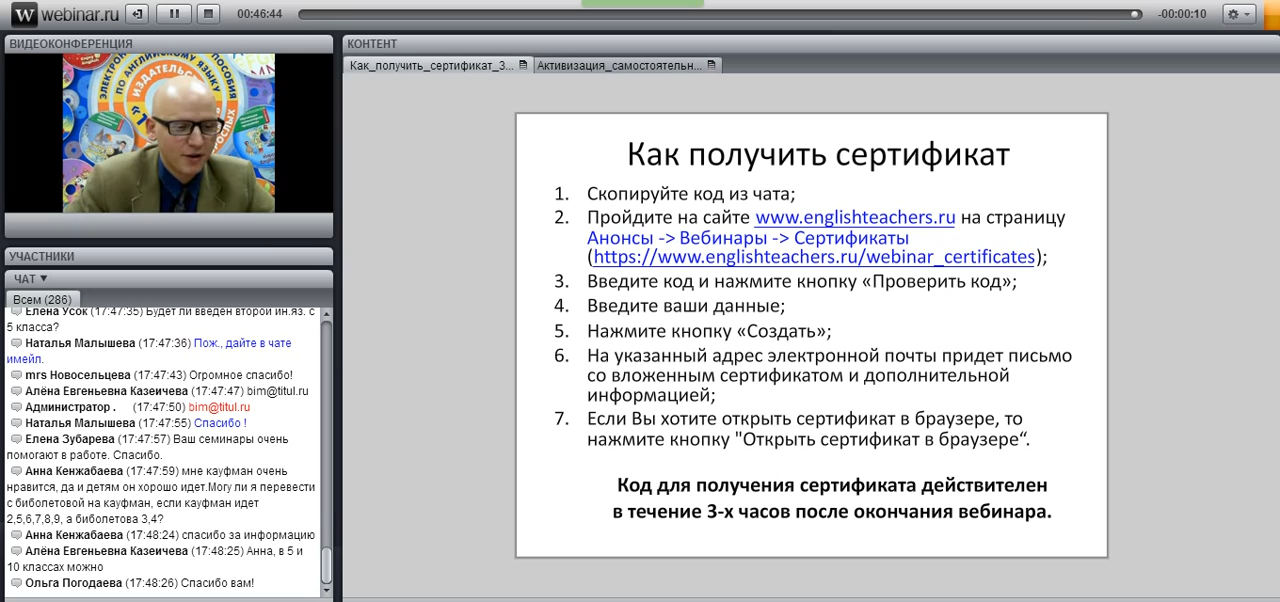 W webinar.ru
00:46:44
-00:00:10
ВИДЕОКОНФЕРЕНЦИЯ
ЭЛЕКТРОН
ПОСОБИЯ
ПО АНГЛИЙСКОМУ ЯЗЫКУ
ИЗДАТЕЛЬС
УЧАСТНИКИ
ЧАТ ▼
Всем (286)
Елена Усок (17:47:35) Будет ли введен второй ин.яз. с
5 класса?
Наталья Малышева (17:47:36) Пож., дайте в чате
имейл.
mrs Новосельцева (17:47:43) Огромное спасибо!
Алёна Евгеньевна Казеичева (17:47:47) bim@titul.ru
Администратор . (17:47:50) bim@titul.ru
Наталья Малышева (17:47:55) Спасибо !
Елена Зубарева (17:47:57) Ваш семинары очень
помогают в работе. Спасибо.
Анна Кенжабаева (17:47:59) мне кауфман очень
нравится, да и детям он хорошо идет.Могу ли я перевести
с биболетовой на кауфман, если кауфман идет
2,5,6,7,8,9, а биболетова 3,4?
Анна Кенжабаева (17:48:24) спасибо за информацию
Алёна Евгеньевна Казеичева (17:48:25) Анна, в 5 и
10 классах можно
Ольга Погодаева (17:48:26) Спасибо вам!
КОНТЕНТ
Как_получить_сертификат_3...
Активизация_самостоятельн...
Как получить сертификат
1. Скопируйте код из чата;
2. Пройдите на сайте www.englishteachers.ru на страницу
Анонсы -> Вебинары -> Сертификаты
(https://www.englishteachers.ru/webinar_certificates);
3. Введите код и нажмите кнопку «Проверить код»;
4. Введите ваши данные;
5. Нажмите кнопку «Создать»;
6. На указанный адрес электронной почты придет письмо
со вложенным сертификатом и дополнительной
информацией;
7. Если Вы хотите открыть сертификат в браузере, то
нажмите кнопку "Открыть сертификат в браузере“.
Код для получения сертификата действителен
в течение 3-х часов после окончания вебинара.